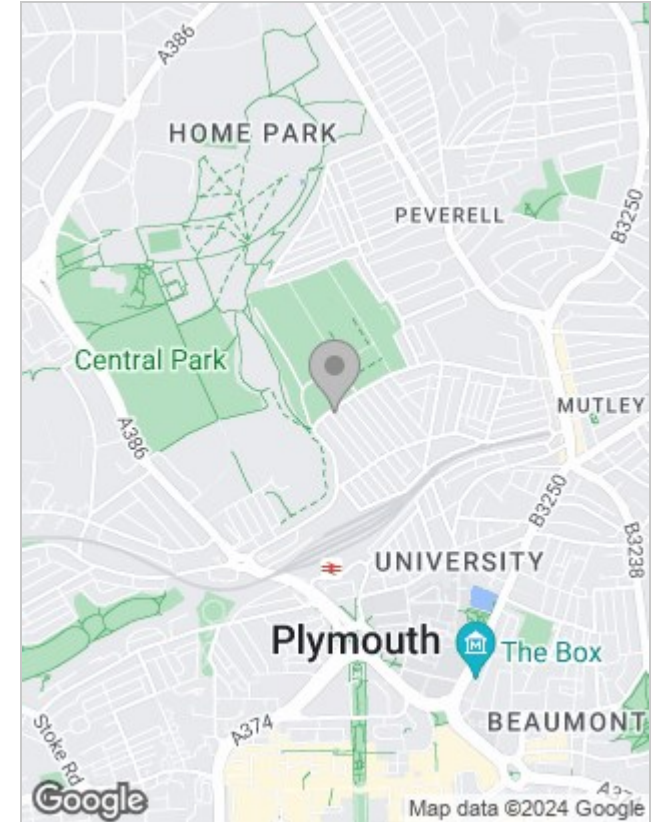 A386
HOME PARK
PEVERELL
B3250
Central Park
MUTLEY
A386
B3250
B3238
UNIVERSITY
Plymouth
M
The Box
BEAUMONT
A374
Stoke Rd
Google
Map data ©2024 Google